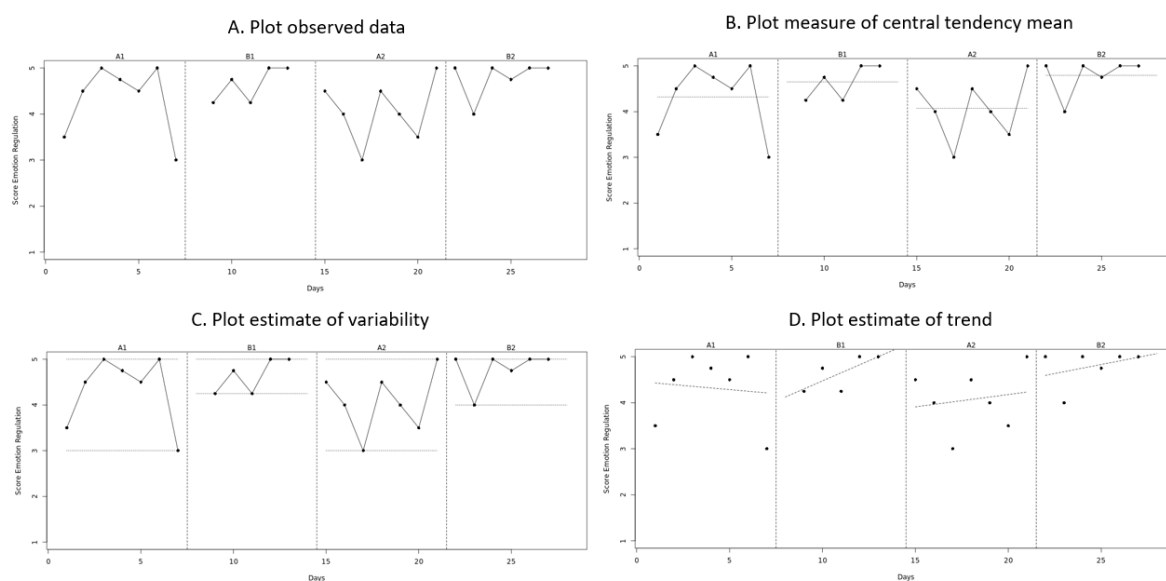 A. Plot observed data
A1 B1 A2 B2
Score Emotion Regulation
5
4
3
2
1
0 5 10 15 20 25
Days
B. Plot measure of central tendency mean
A1 B1 A2 B2
Score Emotion Regulation
5
4
3
2
1
0 5 10 15 20 25
Days
C. Plot estimate of variability
A1 B1 A2 B2
Score Emotion Regulation
5
4
3
2
1
0 5 10 15 20 25
Days
D. Plot estimate of trend
A1 B1 A2 B2
Score Emotion Regulation
5
4
3
2
1
0 5 10 15 20 25
Days